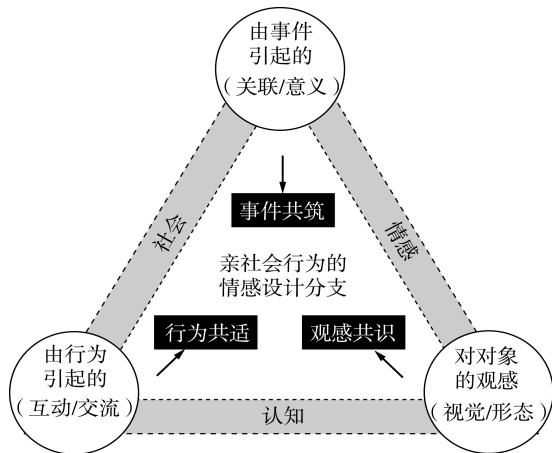 由事件
引起的
（关联/意义）
社会
情感
事件共筑
亲社会行为的
情感设计分支
行为共适
观感共识
由行为
引起的
（互动/交流）
认知
对对象
的观感
（视觉/形态）